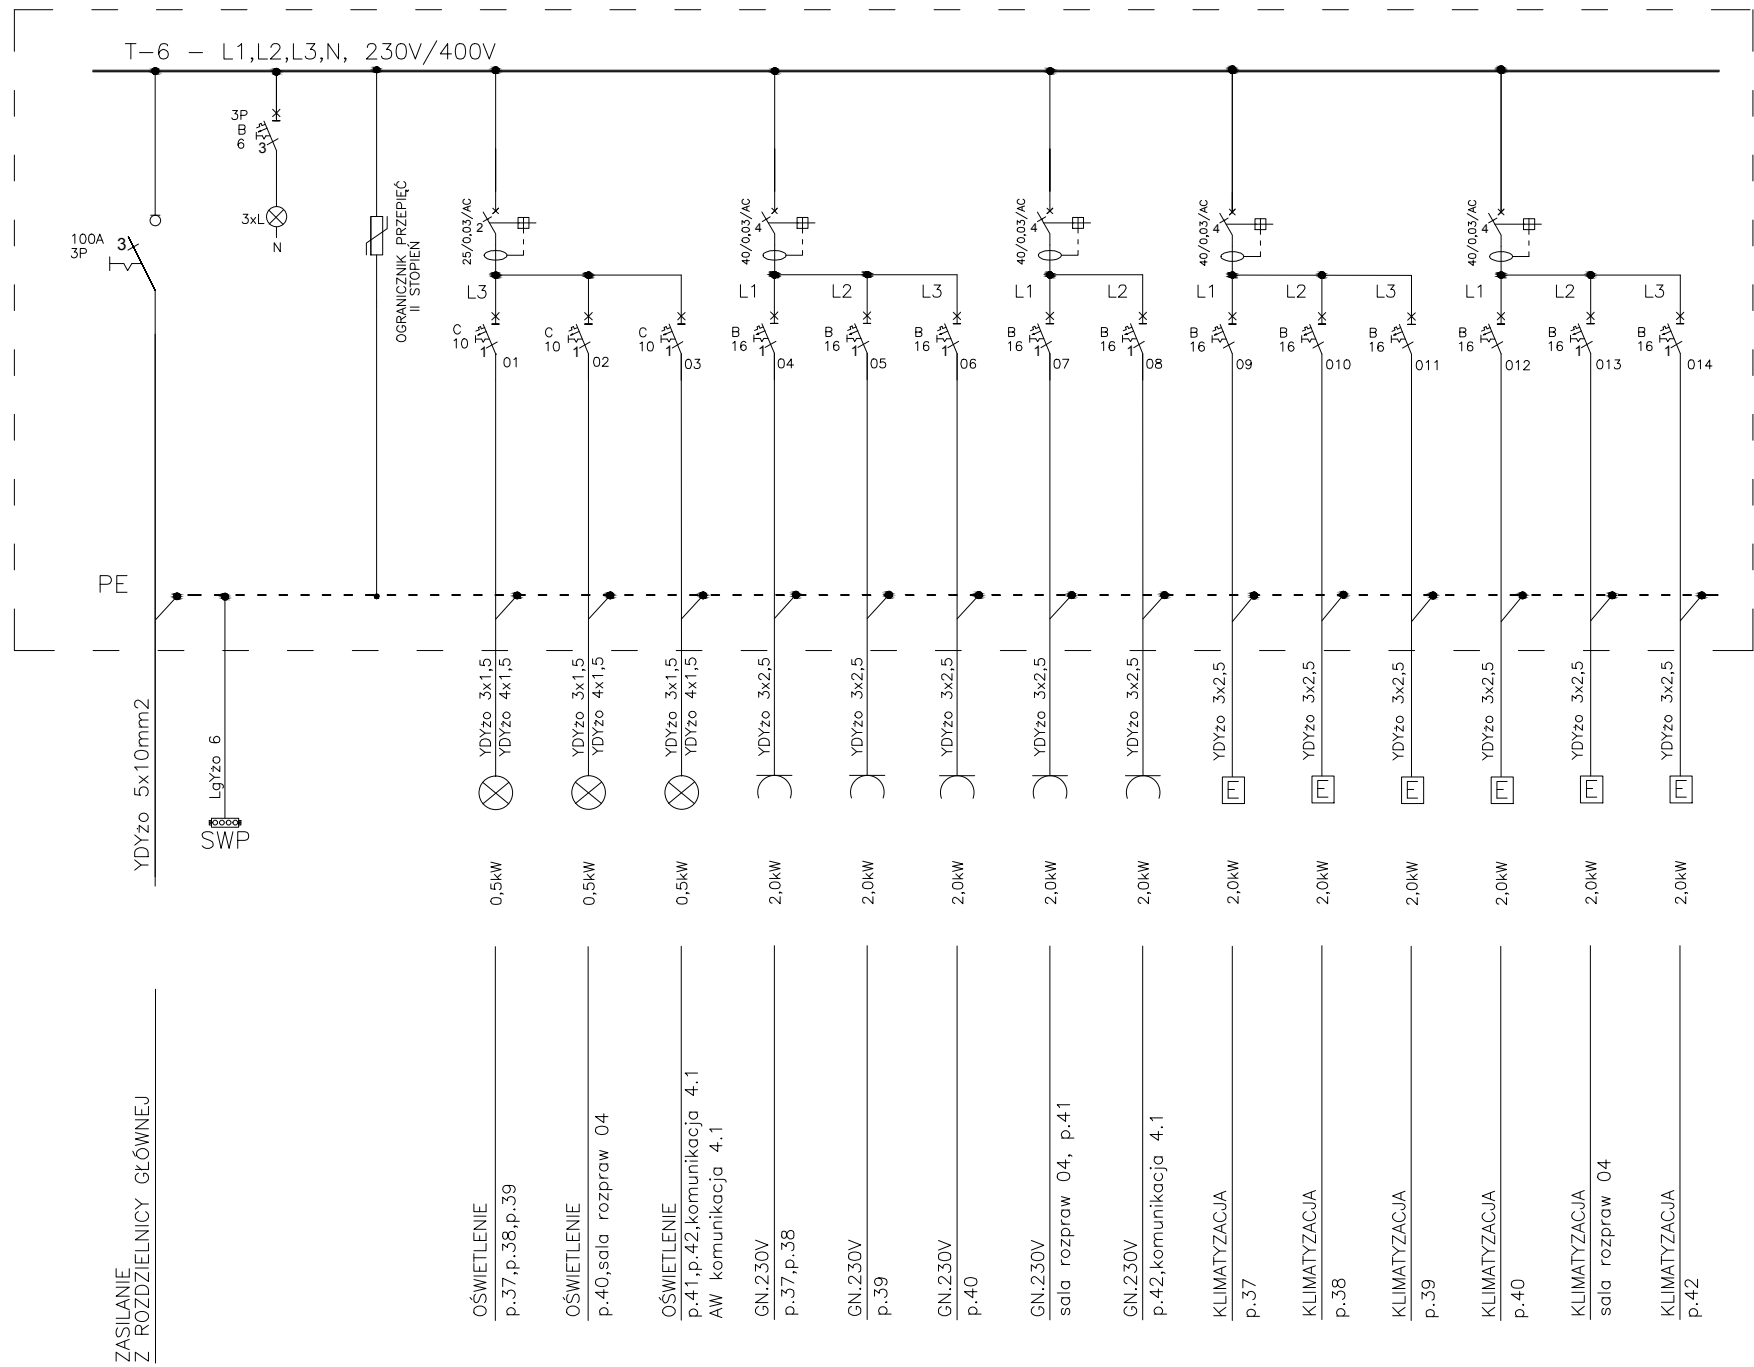 T-6 - L1,L2,L3,N, 230V/400V
3P
B
6
3
3xL
N
100A
3P
3
OGRANICZNIK PRZEPIĘĆ
II STOPIEŃ
25/0,03/AC
2
40/0,03/AC
4
40/0,03/AC
4
40/0,03/AC
4
40/0,03/AC
4
L3
L1
L2
L3
L1
L2
L1
L2
L3
L1
L2
L3
C
10
1
01
C
10
1
02
C
10
1
03
B
16
1
04
B
16
1
05
B
16
1
06
B
16
1
07
B
16
1
08
B
16
1
09
B
16
1
010
B
16
1
011
B
16
1
012
B
16
1
013
B
16
1
014
PE
YDYżo 5x10mm2
LgYżo 6
SWP
YDYżo 3x1,5
YDYżo 4x1,5
YDYżo 3x1,5
YDYżo 4x1,5
YDYżo 3x1,5
YDYżo 4x1,5
YDYżo 3x2,5
YDYżo 3x2,5
YDYżo 3x2,5
YDYżo 3x2,5
YDYżo 3x2,5
YDYżo 3x2,5
YDYżo 3x2,5
YDYżo 3x2,5
YDYżo 3x2,5
YDYżo 3x2,5
YDYżo 3x2,5
E
E
E
E
E
E
0,5kW
0,5kW
0,5kW
2,0kW
2,0kW
2,0kW
2,0kW
2,0kW
2,0kW
2,0kW
2,0kW
2,0kW
2,0kW
2,0kW
ZASILANIE
Z ROZDZIELNICY GŁÓWNEJ
OŚWIETLENIE
p.37,p.38,p.39
OŚWIETLENIE
p.40,sala rozpraw 04
OŚWIETLENIE
p.41,p.42,komunikacja 4.1
AW komunikacja 4.1
GN.230V
p.37,p.38
GN.230V
p.39
GN.230V
p.40
GN.230V
sala rozpraw 04, p.41
GN.230V
p.42,komunikacja 4.1
KLIMATYZACJA
p.37
KLIMATYZACJA
p.38
KLIMATYZACJA
p.39
KLIMATYZACJA
p.40
KLIMATYZACJA
sala rozpraw 04
KLIMATYZACJA
p.42